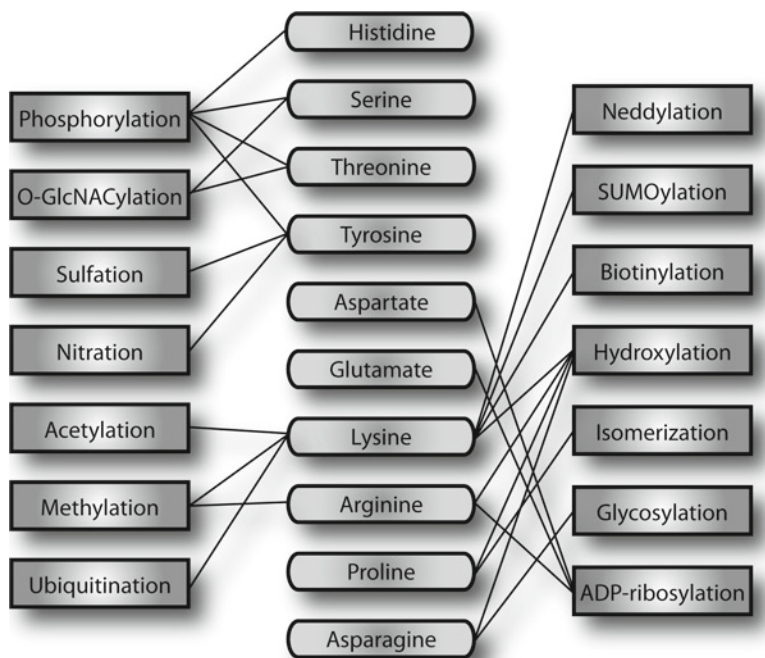 Phosphorylation
O-GlcNACylation
Sulfation
Nitration
Acetylation
Methylation
Ubiquitination
Histidine
Serine
Threonine
Tyrosine
Aspartate
Glutamate
Lysine
Arginine
Proline
Asparagine
Neddylation
SUMOylation
Biotinylation
Hydroxylation
Isomerization
Glycosylation
ADP-ribosylation